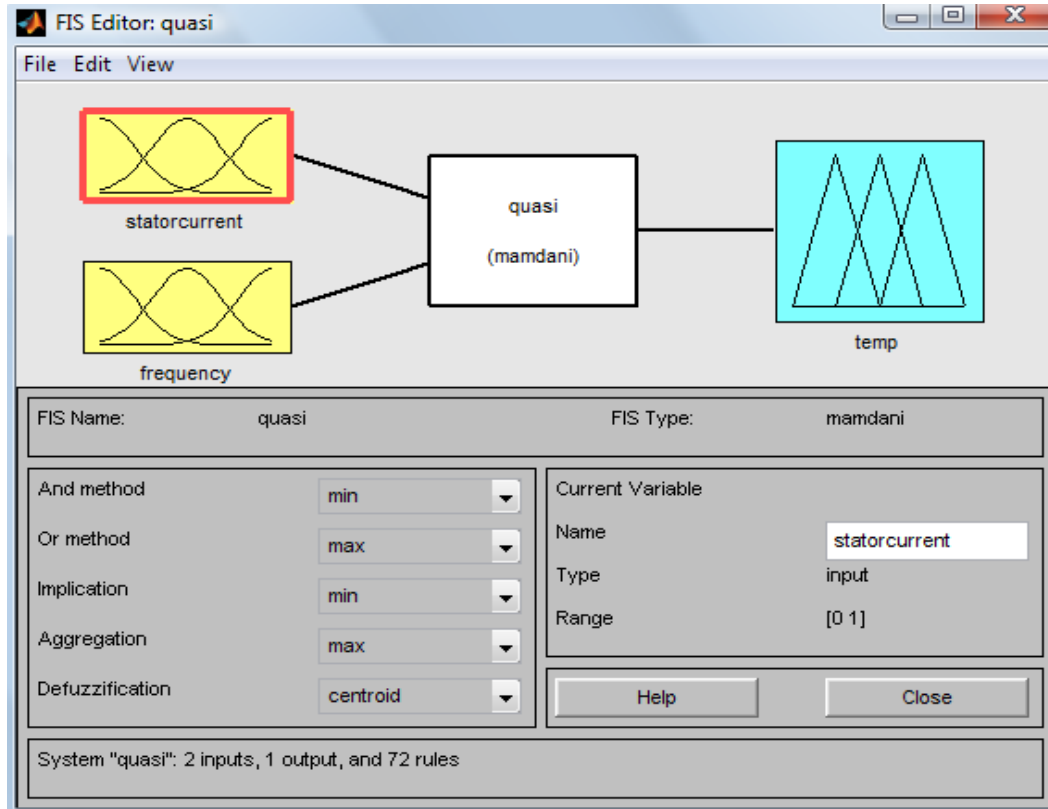 FIS Editor: quasi
File Edit View
statorcurrent
frequency
quasi
(mamdani)
temp
FIS Name: quasi FIS Type: mamdani
And method min
Or method max
Implication min
Aggregation max
Defuzzification centroid
Current Variable
Name statorcurrent
Type input
Range [0 1]
Help Close
System "quasi": 2 inputs, 1 output, and 72 rules